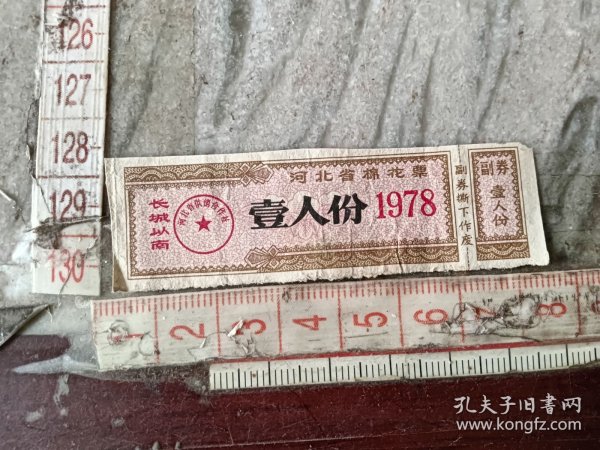 126
127
128
129
130
河北省棉花票
长城以南
壹人份 1978
副券撕下作废
副券
壹人份
1 2 3 4 5 6 7 8
孔夫子旧书网
www.kongfz.com